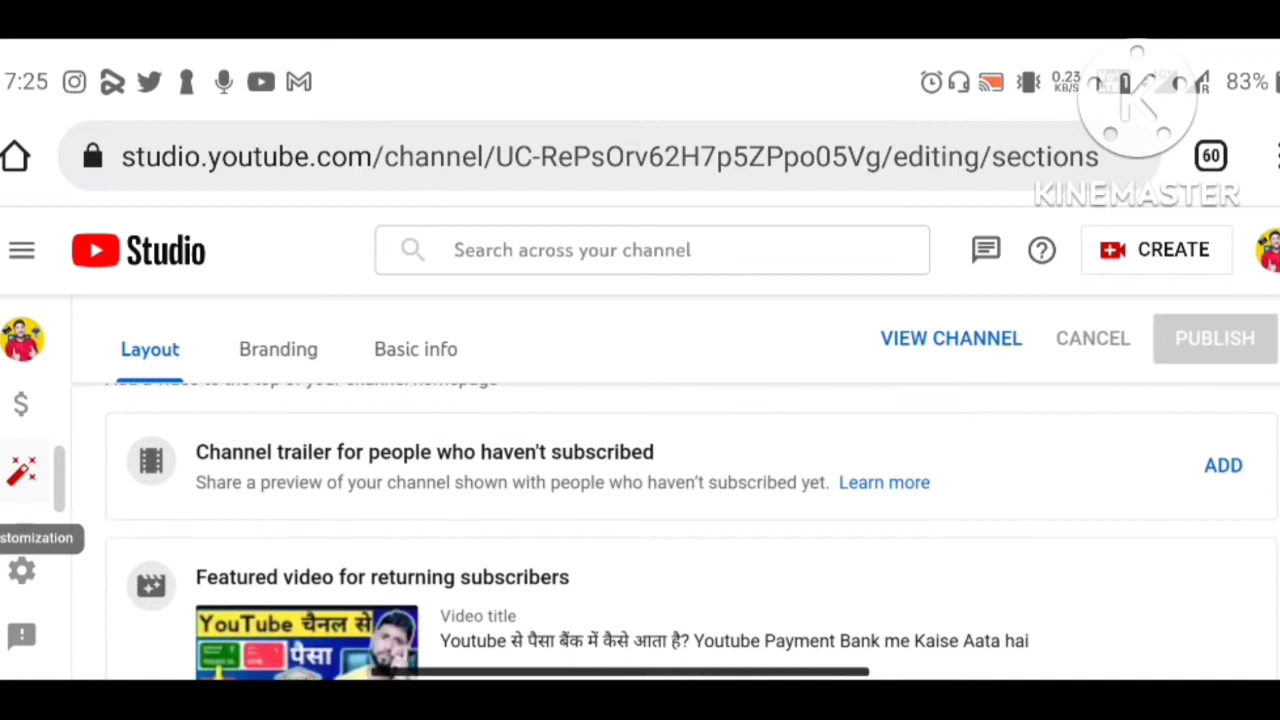 7:25
0.23
KB/S
83%
KINEMASTER
studio.youtube.com/channel/UC-RePsOrv62H7p5ZPpo05Vg/editing/sections
60
Studio
Search across your channel
CREATE
Layout
Branding
Basic info
VIEW CHANNEL
CANCEL
PUBLISH
Channel trailer for people who haven't subscribed
Share a preview of your channel shown with people who haven't subscribed yet. Learn more
ADD
stomization
Featured video for returning subscribers
YouTube चैनल से
पैसा
Video title
Youtube से पैसा बैंक में कैसे आता है? Youtube Payment Bank me Kaise Aata hai